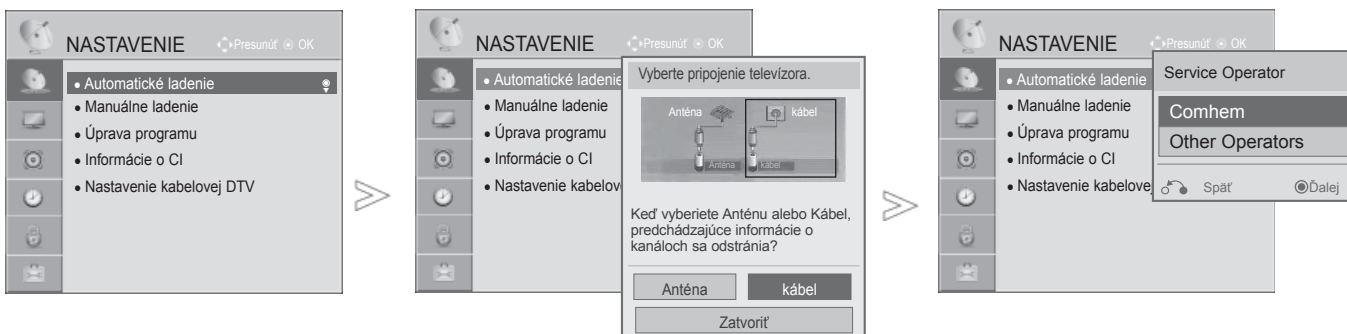 NASTAVENIE
Presunúť OK
• Automatické ladenie
• Manuálne ladenie
• Úprava programu
• Informácie o CI
• Nastavenie kabelovej DTV
NASTAVENIE
Presunúť OK
• Automatické ladenie
• Manuálne ladenie
• Úprava programu
• Informácie o CI
• Nastavenie kabelov
Vyberte pripojenie televízora.
Anténa
kábel
Anténa
kábel
Keď vyberiete Anténu alebo Kábel,
predchádzajúce informácie o
kanáloch sa odstránia?
Anténa
kábel
Zatvoriť
NASTAVENIE
Presunúť OK
• Automatické ladenie
• Manuálne ladenie
• Úprava programu
• Informácie o CI
• Nastavenie kabelovej
Service Operator
Comhem
Other Operators
Späť
Ďalej